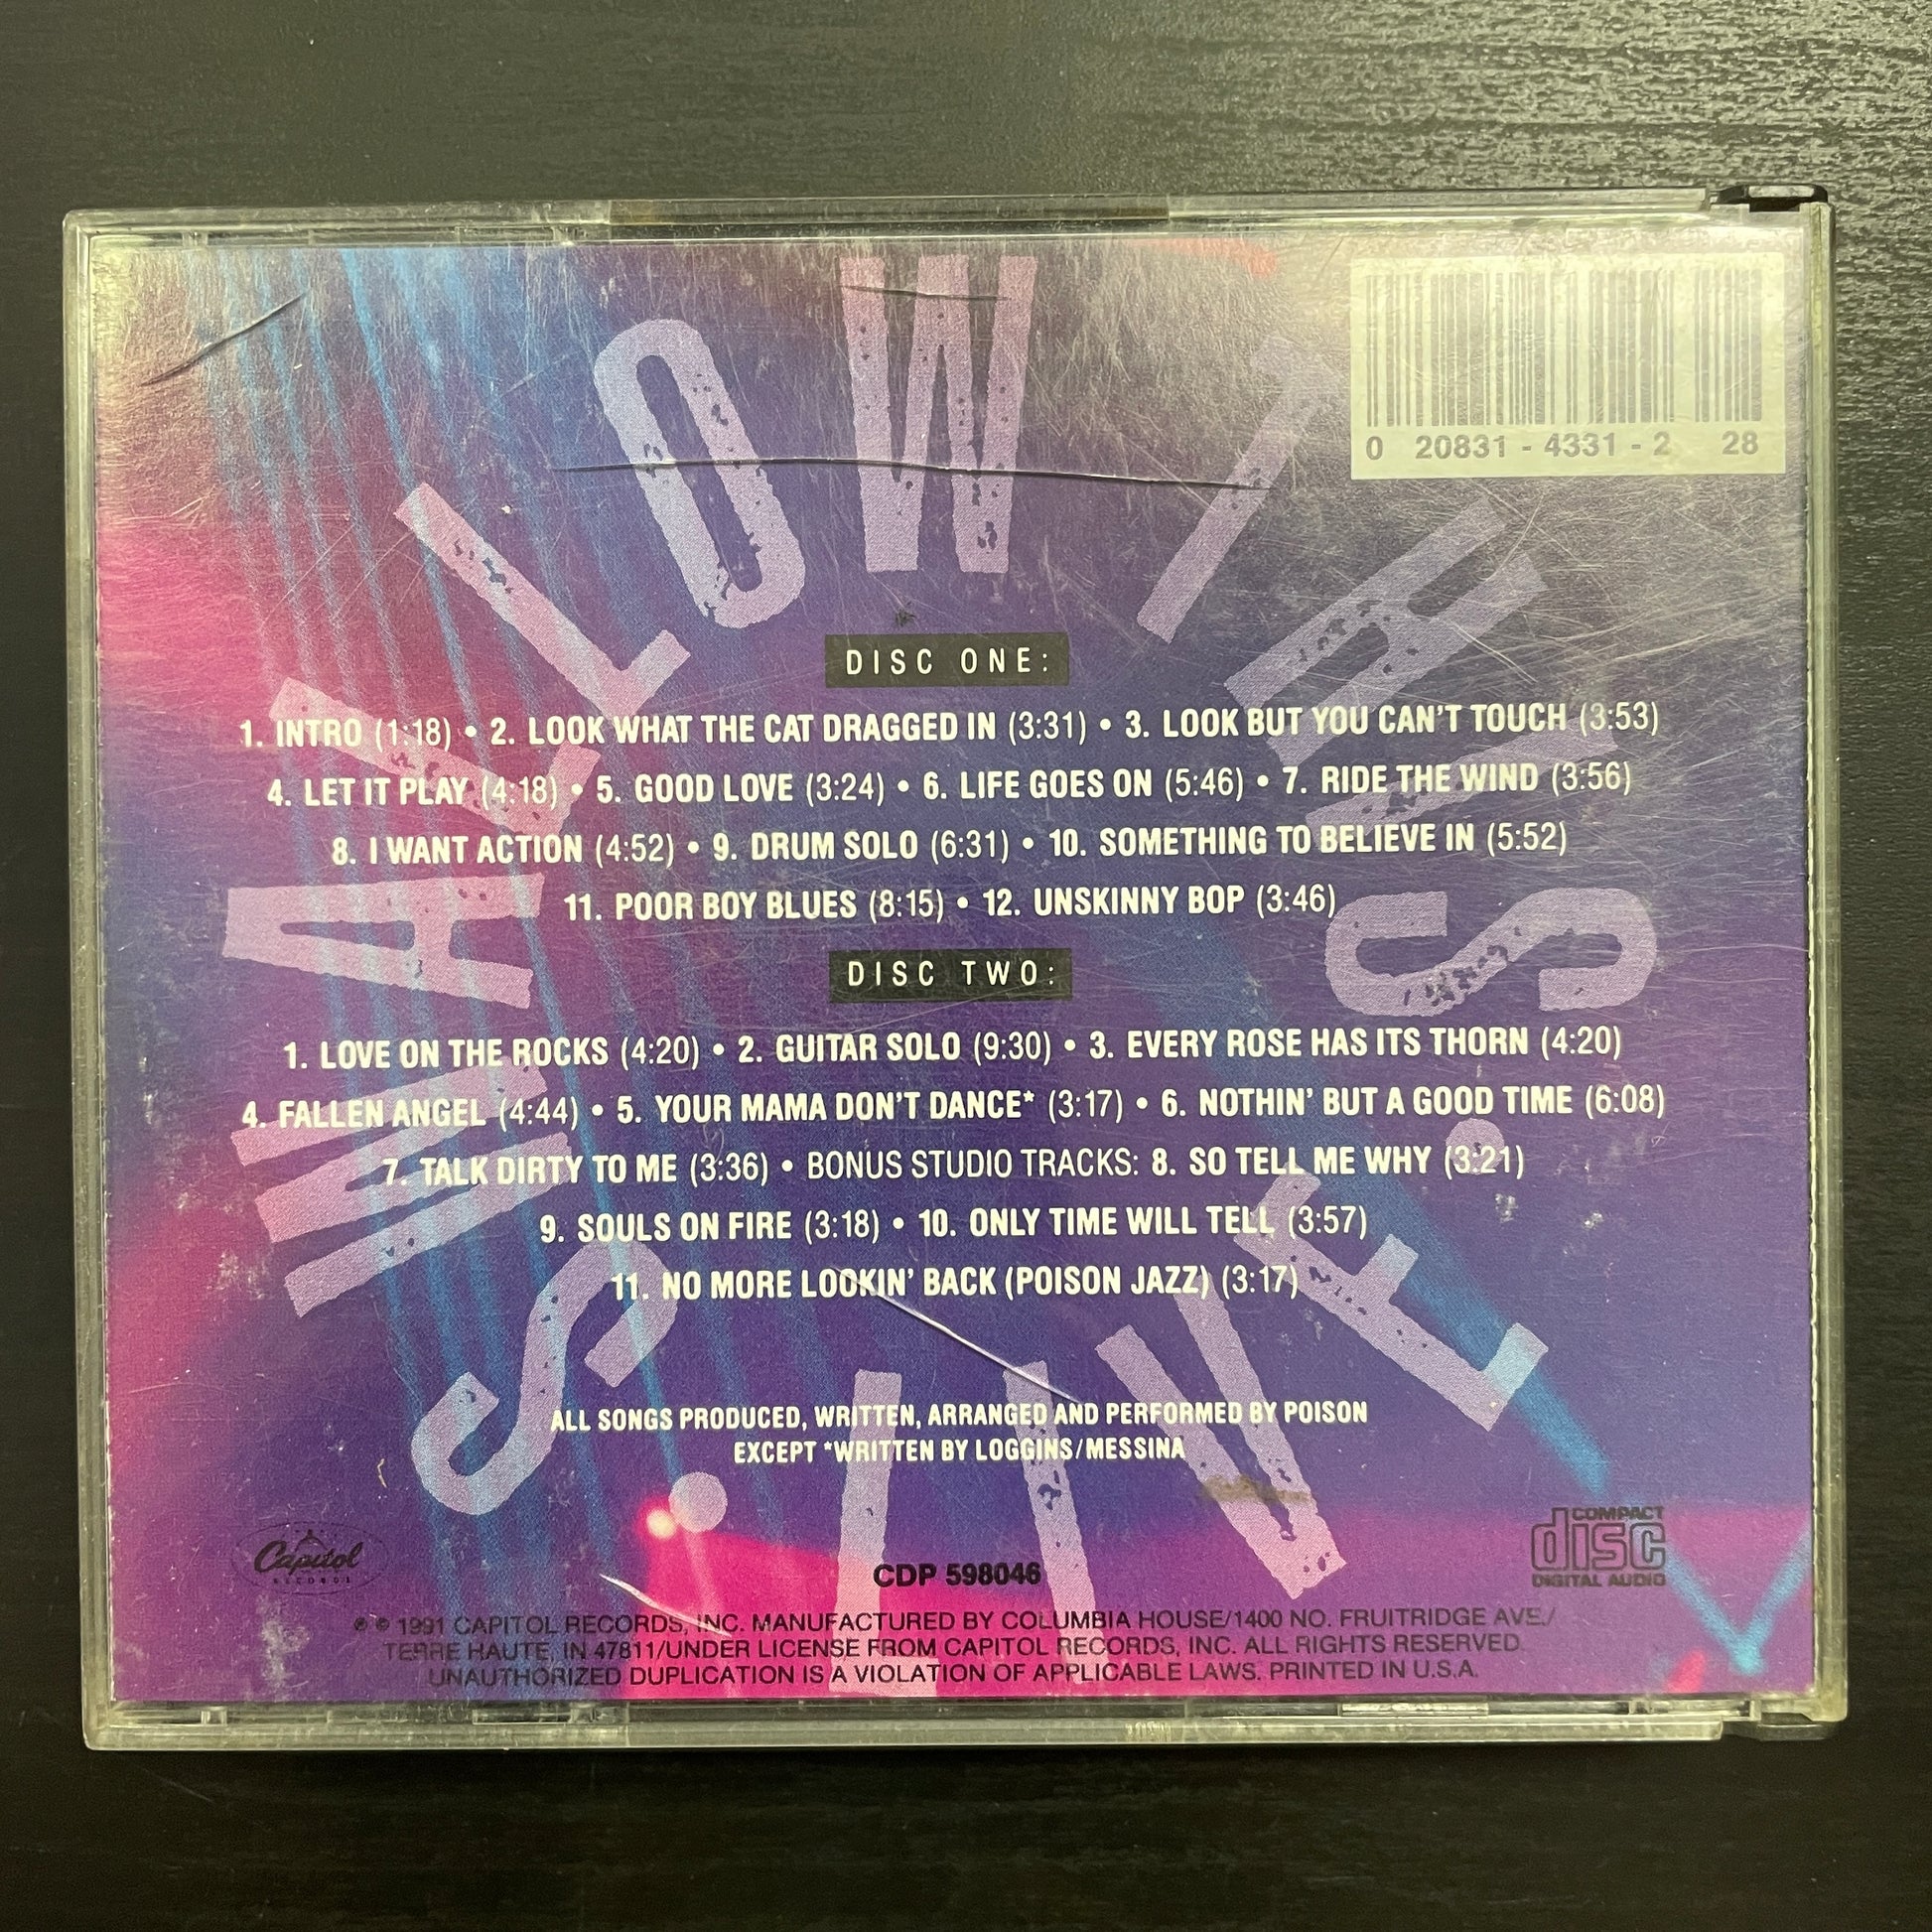 SWALLOW THIS. LIVE.
0 20831 - 4331 - 2 28
DISC ONE:
1. INTRO (1:18) • 2. LOOK WHAT THE CAT DRAGGED IN (3:31) • 3. LOOK BUT YOU CAN'T TOUCH (3:53)
4. LET IT PLAY (4:18) • 5. GOOD LOVE (3:24) • 6. LIFE GOES ON (5:46) • 7. RIDE THE WIND (3:56)
8. I WANT ACTION (4:52) • 9. DRUM SOLO (6:31) • 10. SOMETHING TO BELIEVE IN (5:52)
11. POOR BOY BLUES (8:15) • 12. UNSKINNY BOP (3:46)
DISC TWO:
1. LOVE ON THE ROCKS (4:20) • 2. GUITAR SOLO (9:30) • 3. EVERY ROSE HAS ITS THORN (4:20)
4. FALLEN ANGEL (4:44) • 5. YOUR MAMA DON'T DANCE* (3:17) • 6. NOTHIN' BUT A GOOD TIME (6:08)
7. TALK DIRTY TO ME (3:36) • BONUS STUDIO TRACKS: 8. SO TELL ME WHY (3:21)
9. SOULS ON FIRE (3:18) • 10. ONLY TIME WILL TELL (3:57)
11. NO MORE LOOKIN' BACK (POISON JAZZ) (3:17)
ALL SONGS PRODUCED, WRITTEN, ARRANGED AND PERFORMED BY POISON
EXCEPT *WRITTEN BY LOGGINS/MESSINA
Capitol
RECORDS
CDP 598046
COMPACT
disc
DIGITAL AUDIO
℗ © 1991 CAPITOL RECORDS, INC. MANUFACTURED BY COLUMBIA HOUSE/1400 NO. FRUITRIDGE AVE./
TERRE HAUTE, IN 47811/UNDER LICENSE FROM CAPITOL RECORDS, INC. ALL RIGHTS RESERVED.
UNAUTHORIZED DUPLICATION IS A VIOLATION OF APPLICABLE LAWS. PRINTED IN U.S.A.